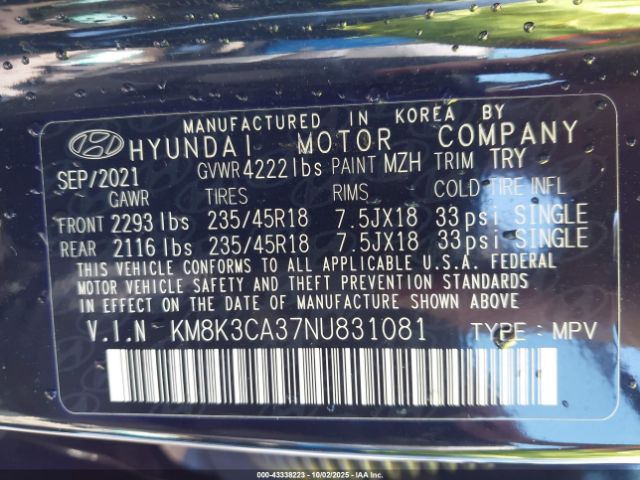 MANUFACTURED IN KOREA BY
HYUNDAI MOTOR COMPANY
SEP/2021 GVWR 4222 lbs PAINT MZH TRIM TRY
GAWR TIRES RIMS COLD TIRE INFL
FRONT 2293 lbs 235/45R18 7.5JX18 33 psi SINGLE
REAR 2116 lbs 235/45R18 7.5JX18 33 psi SINGLE
THIS VEHICLE CONFORMS TO ALL APPLICABLE U.S.A. FEDERAL
MOTOR VEHICLE SAFETY AND THEFT PREVENTION STANDARDS
IN EFFECT ON THE DATE OF MANUFACTURE SHOWN ABOVE
V.I.N KM8K3CA37NU831081 TYPE: MPV
000-43338223 - 10/02/2025 - IAAI.COM